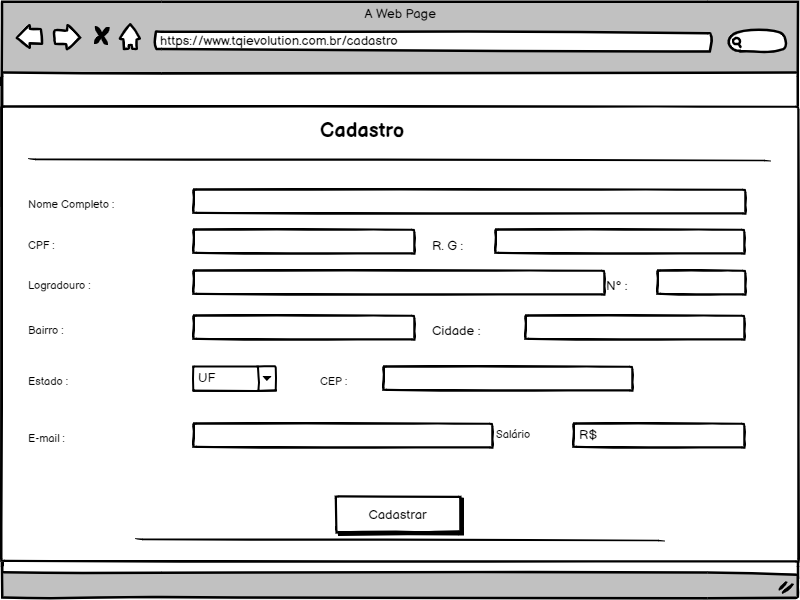 A Web Page
https://www.tqievolution.com.br/cadastro
Cadastro
Nome Completo :
CPF :
R. G :
Logradouro :
Nº :
Bairro :
Cidade :
Estado :
UF
CEP :
E-mail :
Salário
R$
Cadastrar